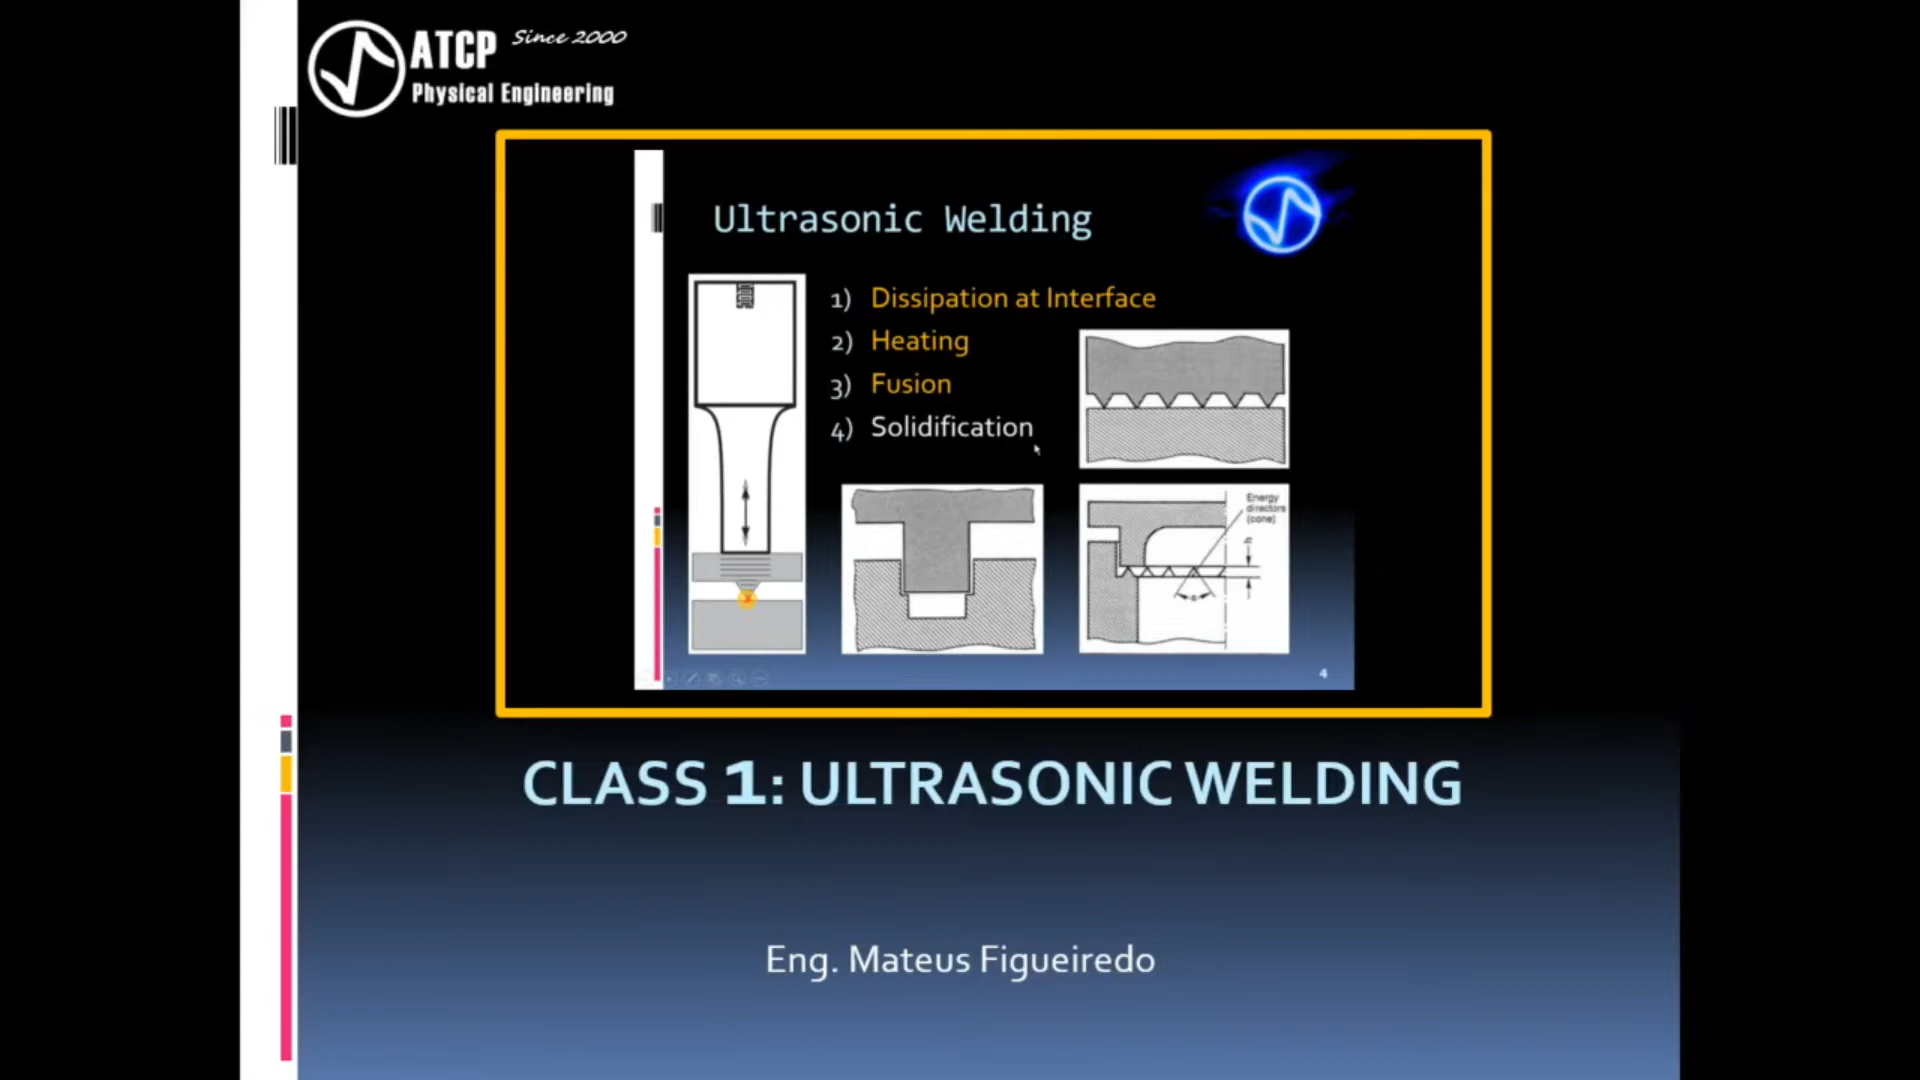 ATCP Since 2000
Physical Engineering
Ultrasonic Welding
1) Dissipation at Interface
2) Heating
3) Fusion
4) Solidification
Energy
directors
(cone)
h
4
CLASS 1: ULTRASONIC WELDING
Eng. Mateus Figueiredo